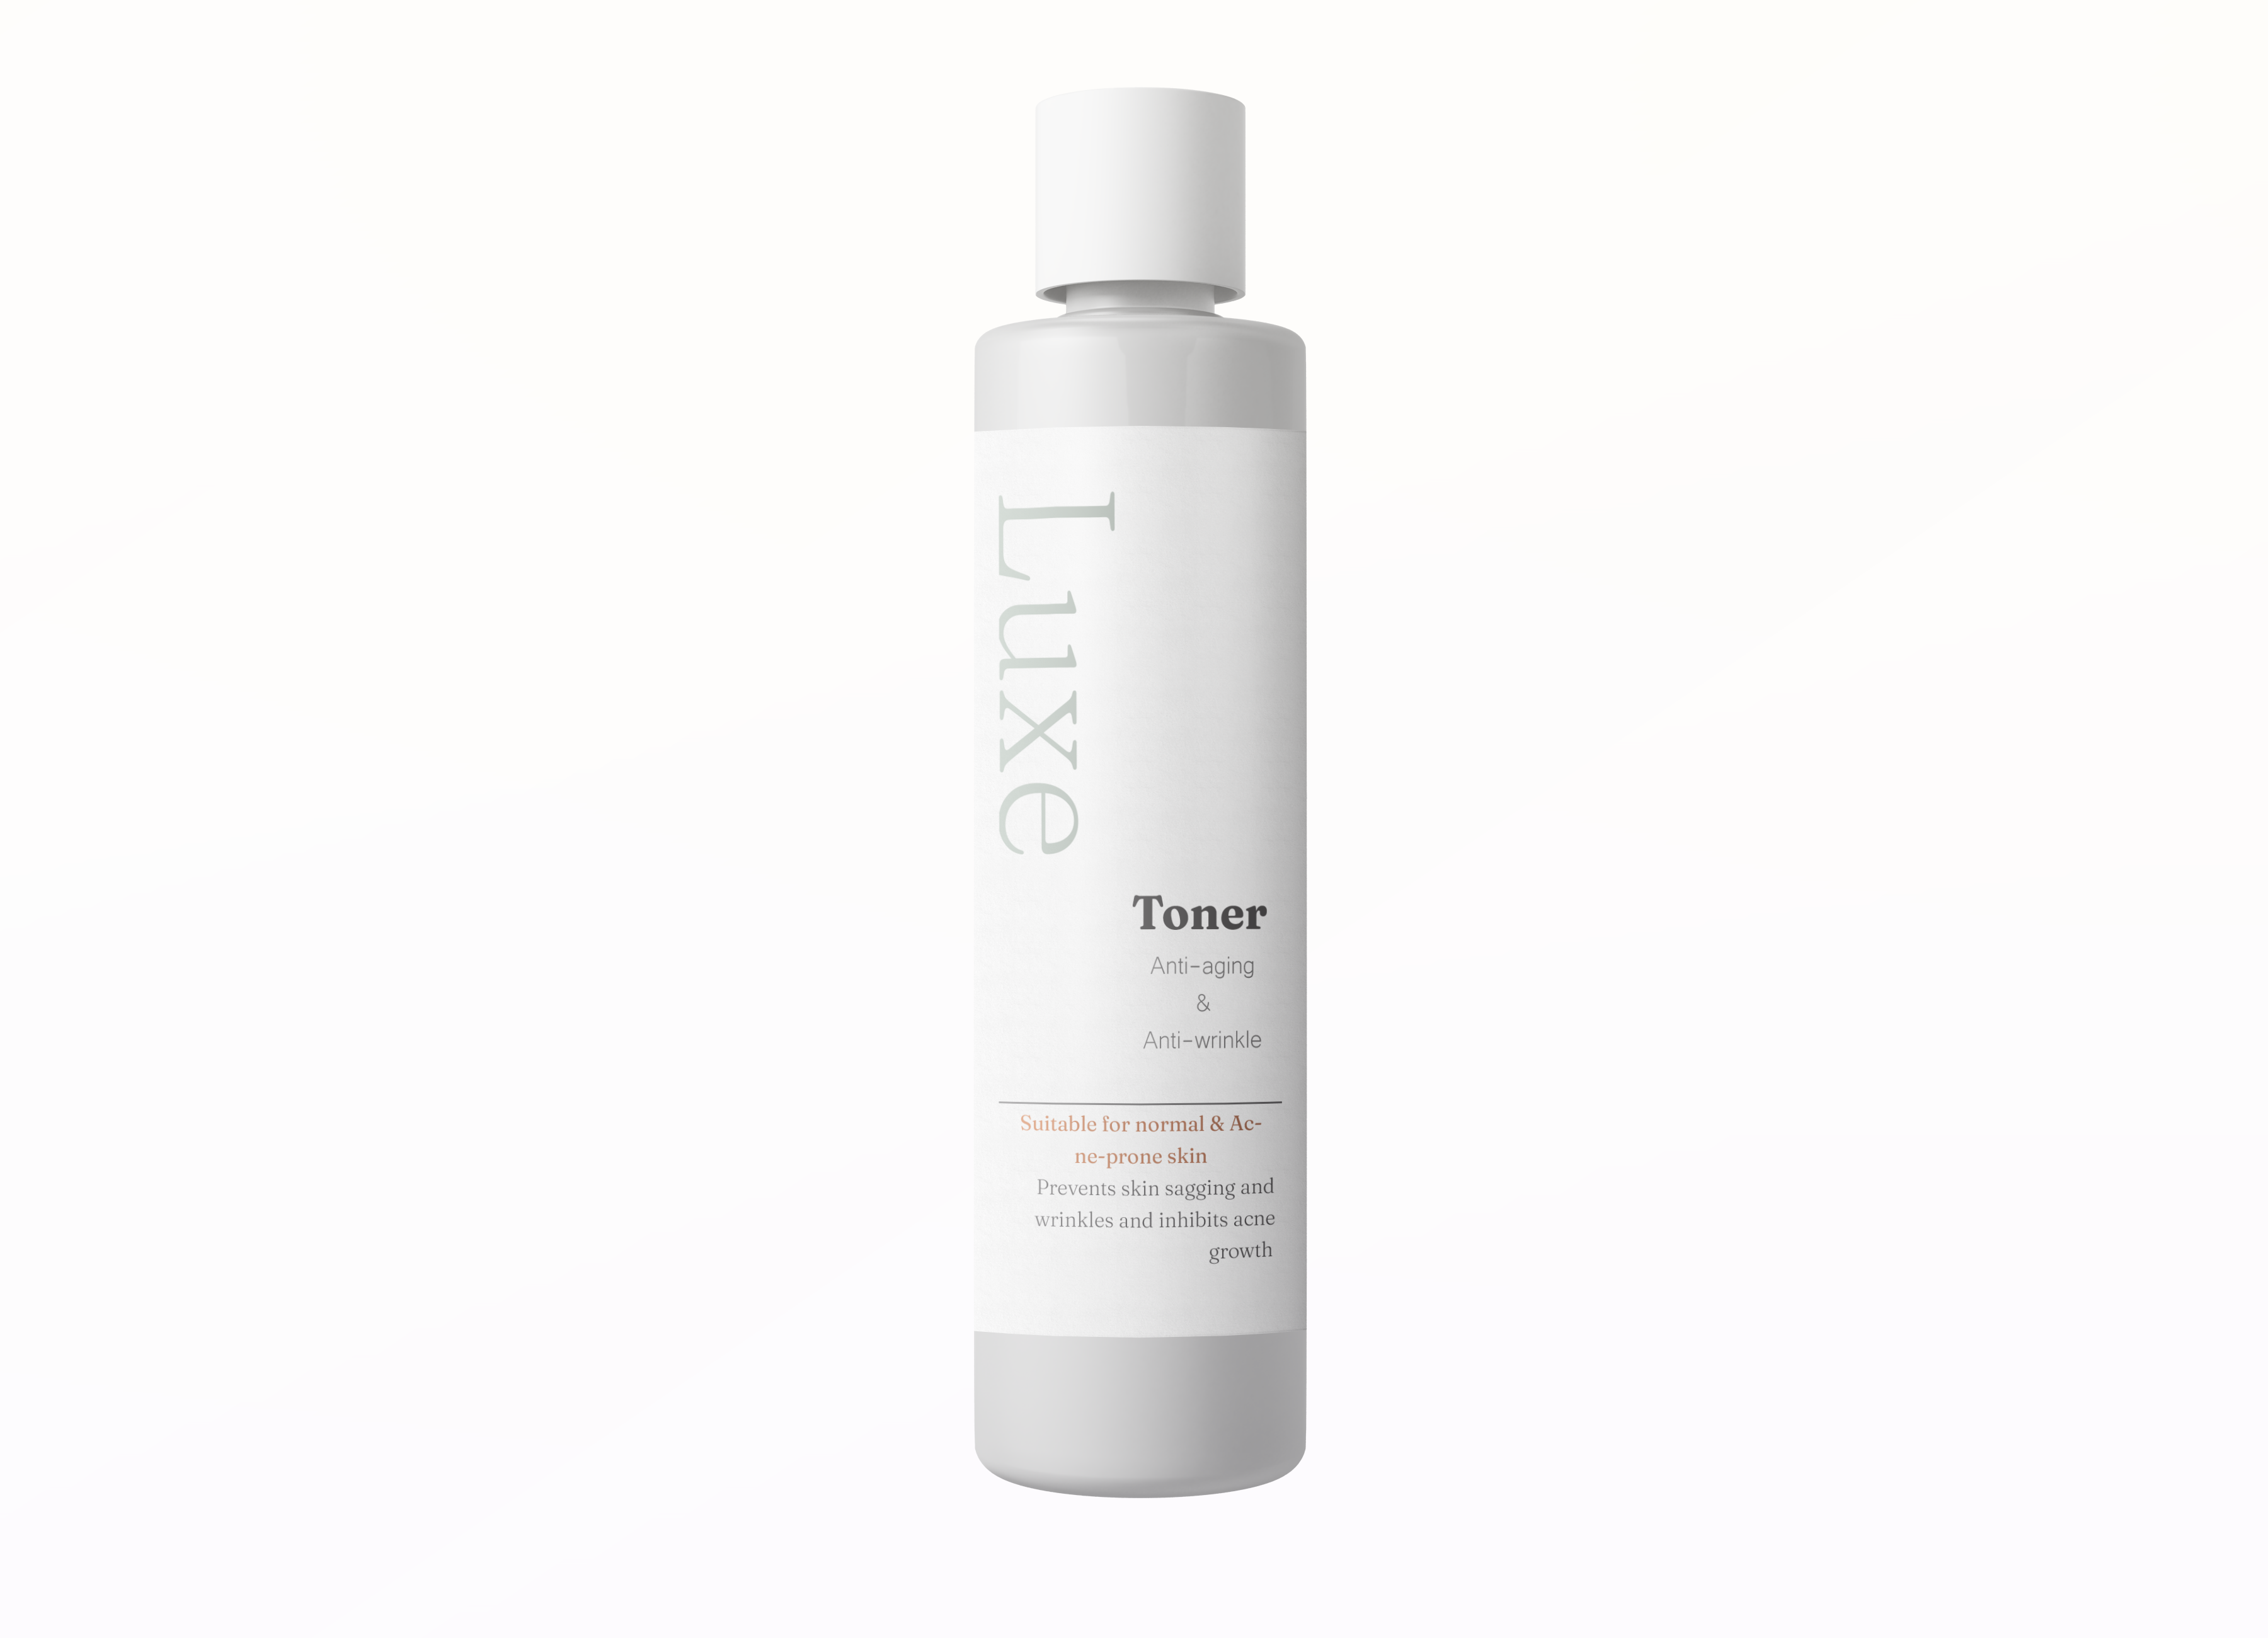 Luxe
Toner
Anti-aging
&
Anti-wrinkle
Suitable for normal & Ac-
ne-prone skin
Prevents skin sagging and
wrinkles and inhibits acne
growth